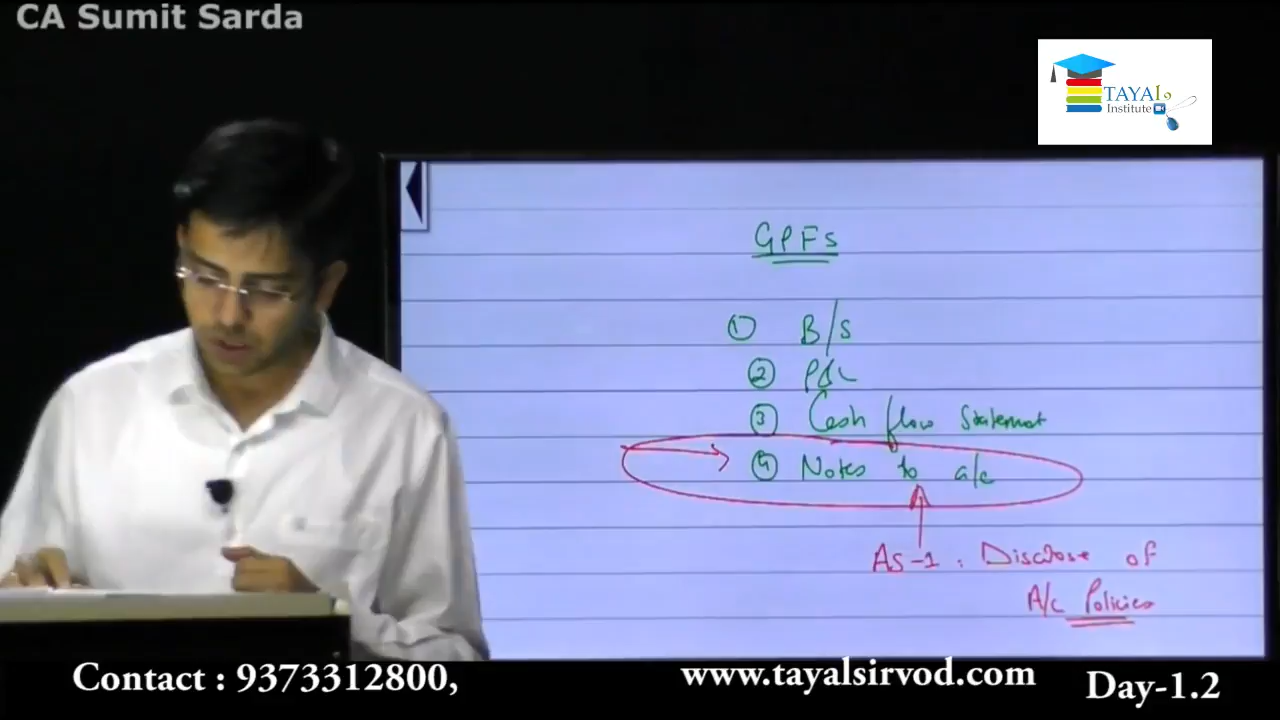 CA Sumit Sarda
TAYALs
Institute
GPFs
① B/S
② P&L
③ Cash flow Statement
④ Notes to a/c
AS-1 : Disclose of
A/c Policies
Contact : 9373312800,
www.tayalsirvod.com
Day-1.2